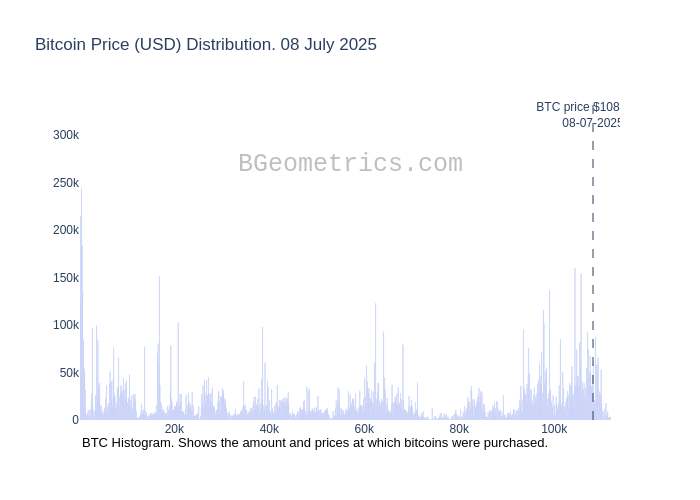 Bitcoin Price (USD) Distribution. 08 July 2025
BTC price $108
08-07-2025
300k
BGeometrics.com
250k
200k
150k
100k
50k
0
20k
40k
60k
80k
100k
BTC Histogram. Shows the amount and prices at which bitcoins were purchased.